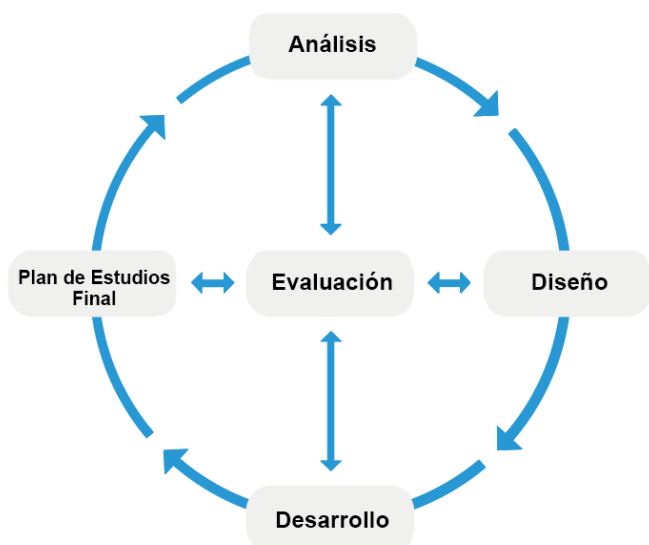 Análisis
Plan de Estudios
Final
Evaluación
Diseño
Desarrollo